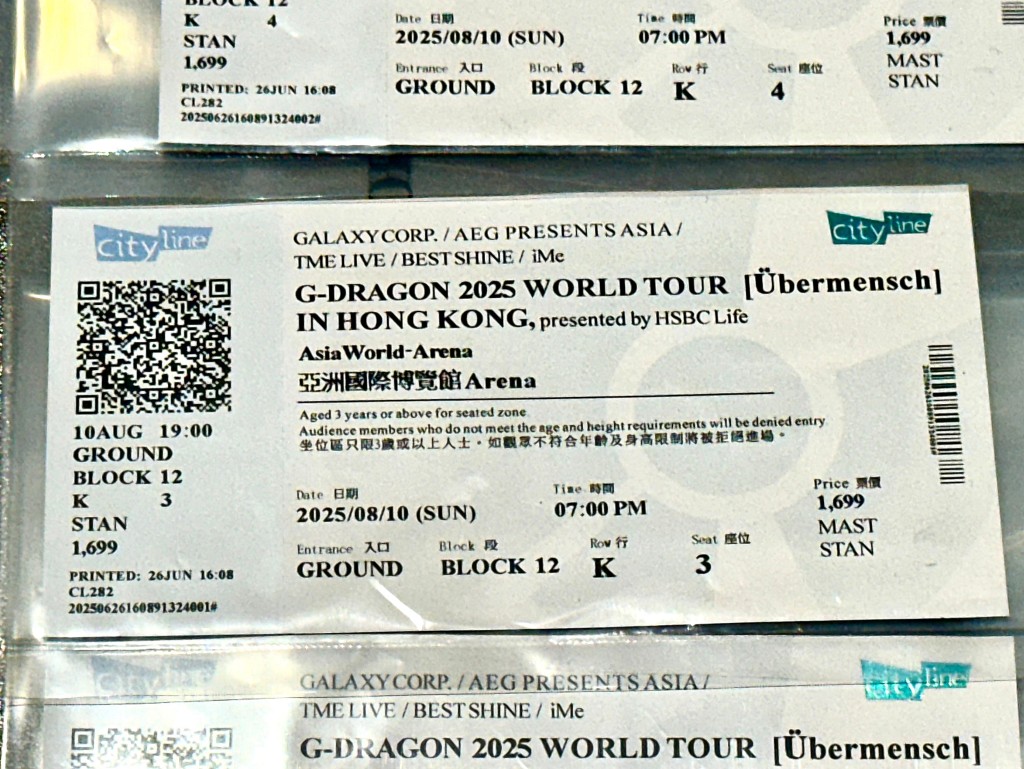 BLOCK 12
K 4
STAN
1,699
PRINTED: 26JUN 16:08
CL282
20250626160891324002#
Date 日期 Time 時間 Price 票價
2025/08/10 (SUN) 07:00 PM 1,699
Entrance 入口 Block 段 Row 行 Seat 座位 MAST
GROUND BLOCK 12 K 4 STAN
cityline
10AUG 19:00
GROUND
BLOCK 12
K 3
STAN
1,699
PRINTED: 26JUN 16:08
CL282
20250626160891324001#
GALAXY CORP. / AEG PRESENTS ASIA /
TME LIVE / BEST SHINE / iMe
cityline
G-DRAGON 2025 WORLD TOUR [Übermensch]
IN HONG KONG, presented by HSBC Life
AsiaWorld-Arena
亞洲國際博覽館Arena
Aged 3 years or above for seated zone.
Audience members who do not meet the age and height requirements will be denied entry.
坐位區只限3歲或以上人士。如觀眾不符合年齡及身高限制將被拒絕進場。
Date 日期 Time 時間 Price 票價
2025/08/10 (SUN) 07:00 PM 1,699
Entrance 入口 Block 段 Row 行 Seat 座位 MAST
GROUND BLOCK 12 K 3 STAN
cityline
GALAXY CORP. / AEG PRESENTS ASIA /
TME LIVE / BEST SHINE / iMe
cityline
G-DRAGON 2025 WORLD TOUR [Übermensch]